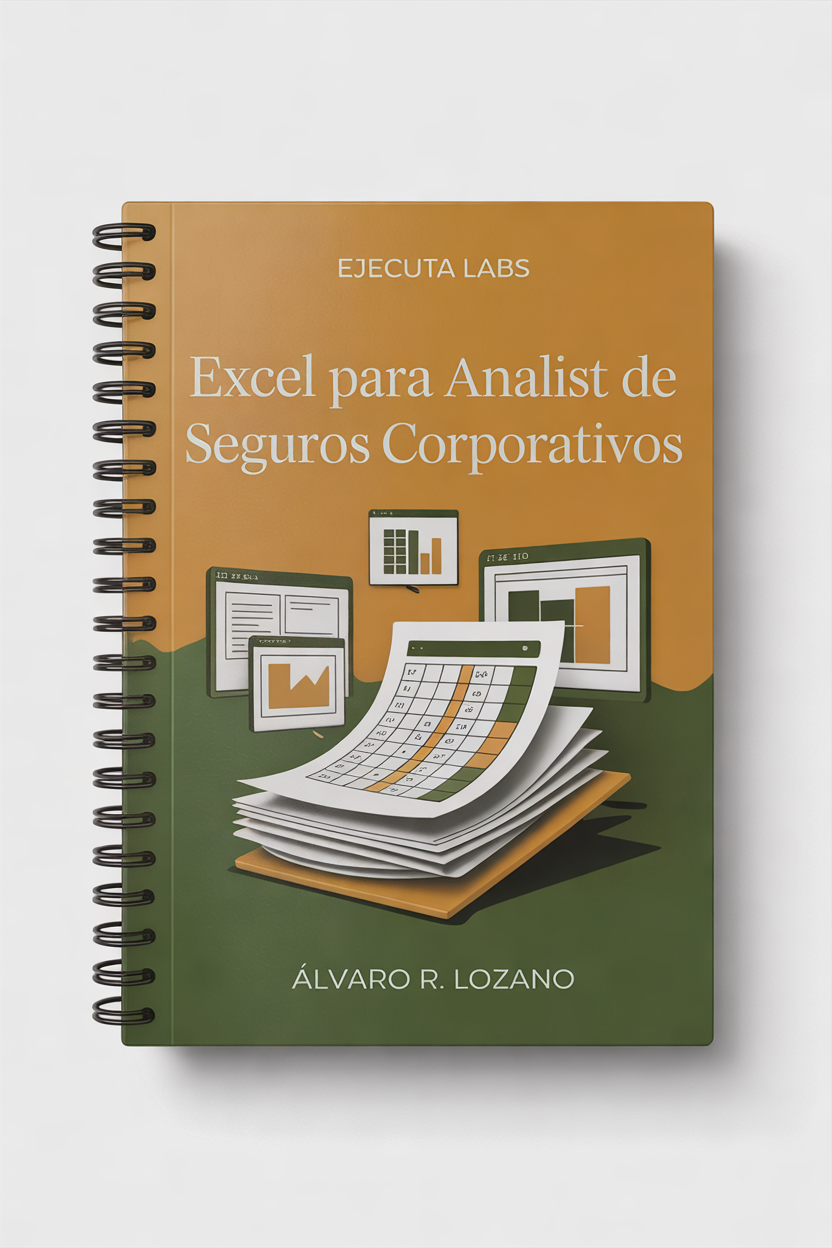 EJECUTA LABS
Excel para Analist de
Seguros Corporativos
ÁLVARO R. LOZANO